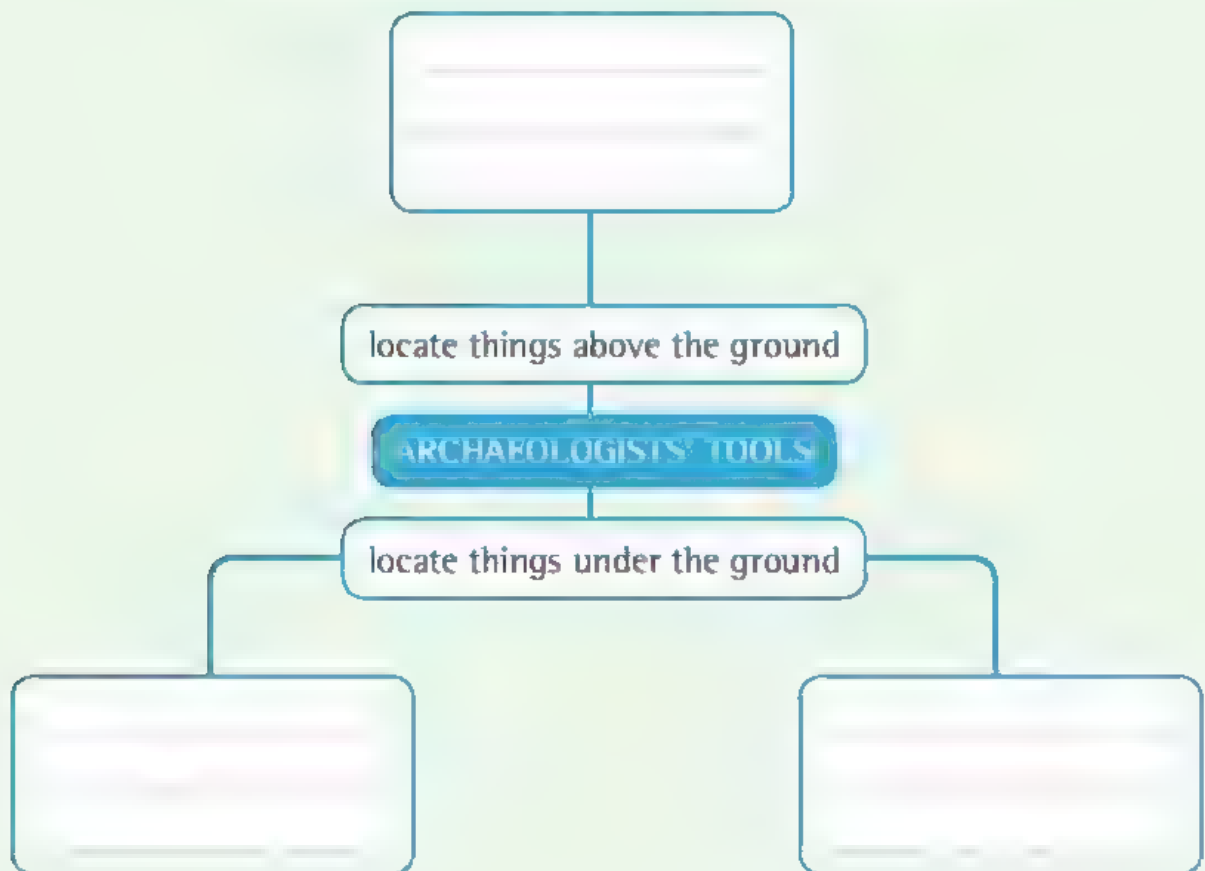 locate things above the ground
ARCHAEOLOGISTS' TOOLS
locate things under the ground